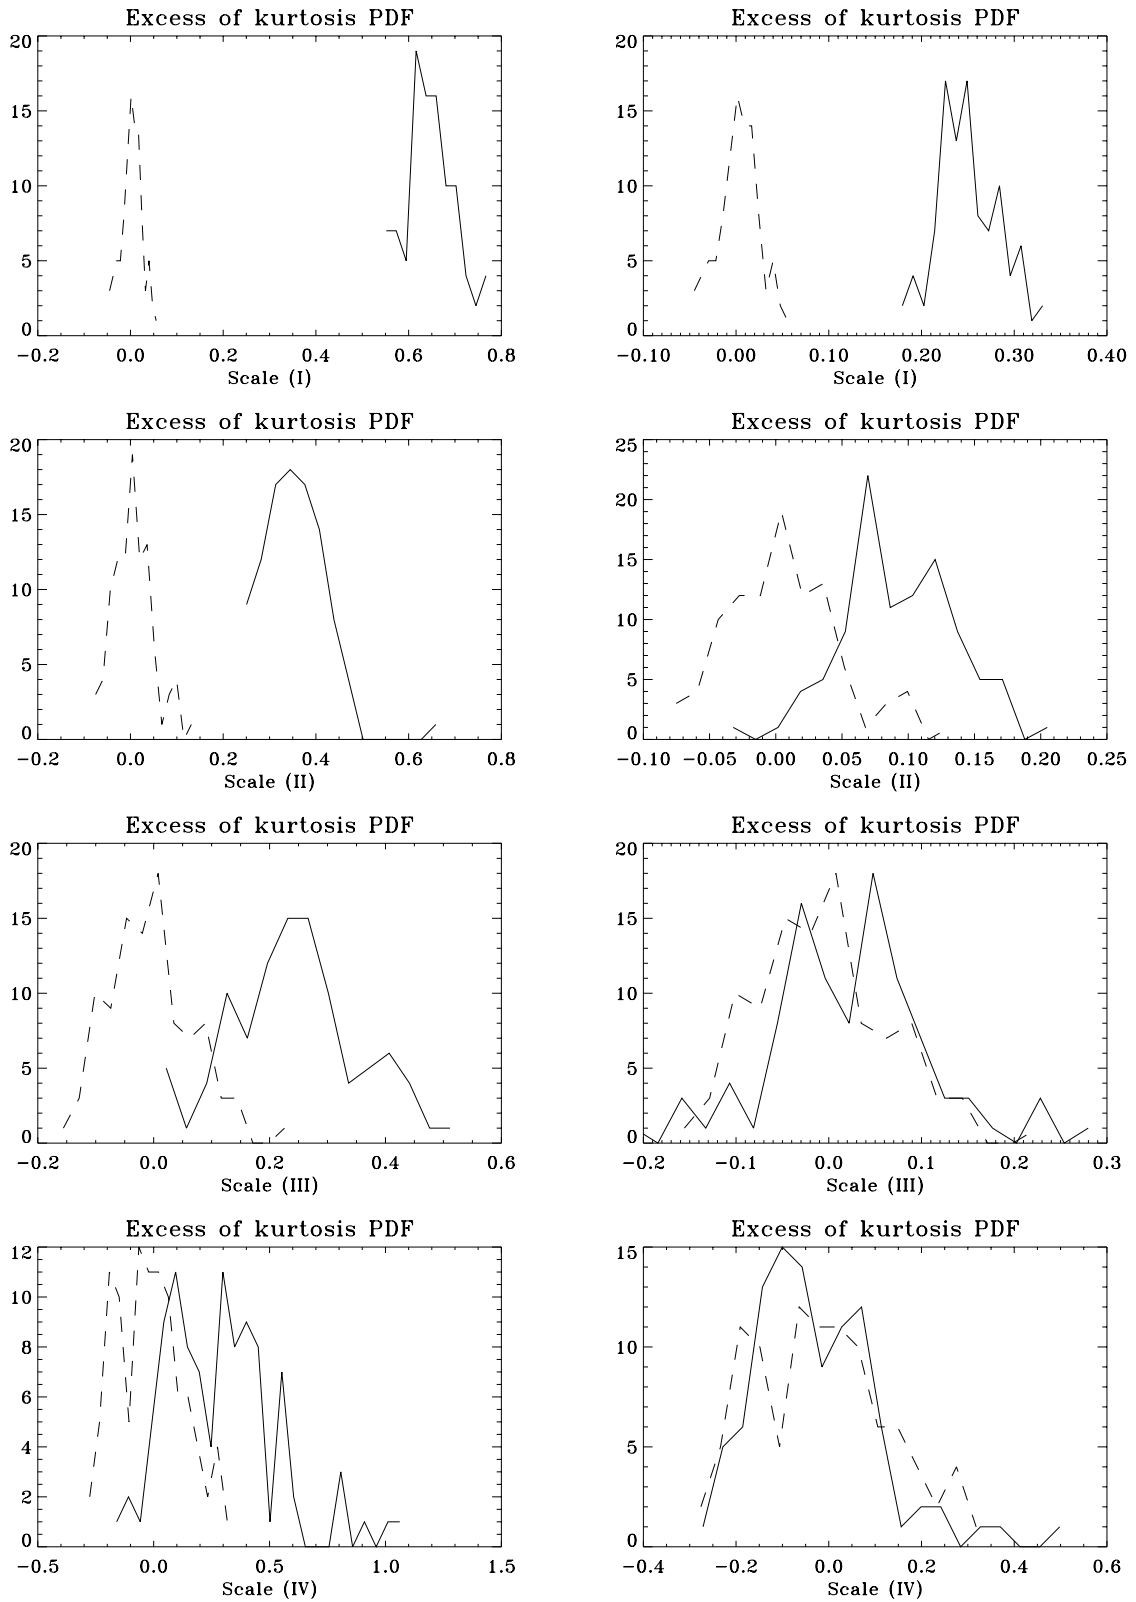 Excess of kurtosis PDF
20
15
10
5
0
−0.2 0.0 0.2 0.4 0.6 0.8
Scale (I)
Excess of kurtosis PDF
20
15
10
5
0
−0.10 0.00 0.10 0.20 0.30 0.40
Scale (I)
Excess of kurtosis PDF
20
15
10
5
0
−0.2 0.0 0.2 0.4 0.6 0.8
Scale (II)
Excess of kurtosis PDF
25
20
15
10
5
0
−0.10 −0.05 0.00 0.05 0.10 0.15 0.20 0.25
Scale (II)
Excess of kurtosis PDF
20
15
10
5
0
−0.2 0.0 0.2 0.4 0.6
Scale (III)
Excess of kurtosis PDF
20
15
10
5
0
−0.2 −0.1 0.0 0.1 0.2 0.3
Scale (III)
Excess of kurtosis PDF
12
10
8
6
4
2
0
−0.5 0.0 0.5 1.0 1.5
Scale (IV)
Excess of kurtosis PDF
15
10
5
0
−0.4 −0.2 0.0 0.2 0.4 0.6
Scale (IV)